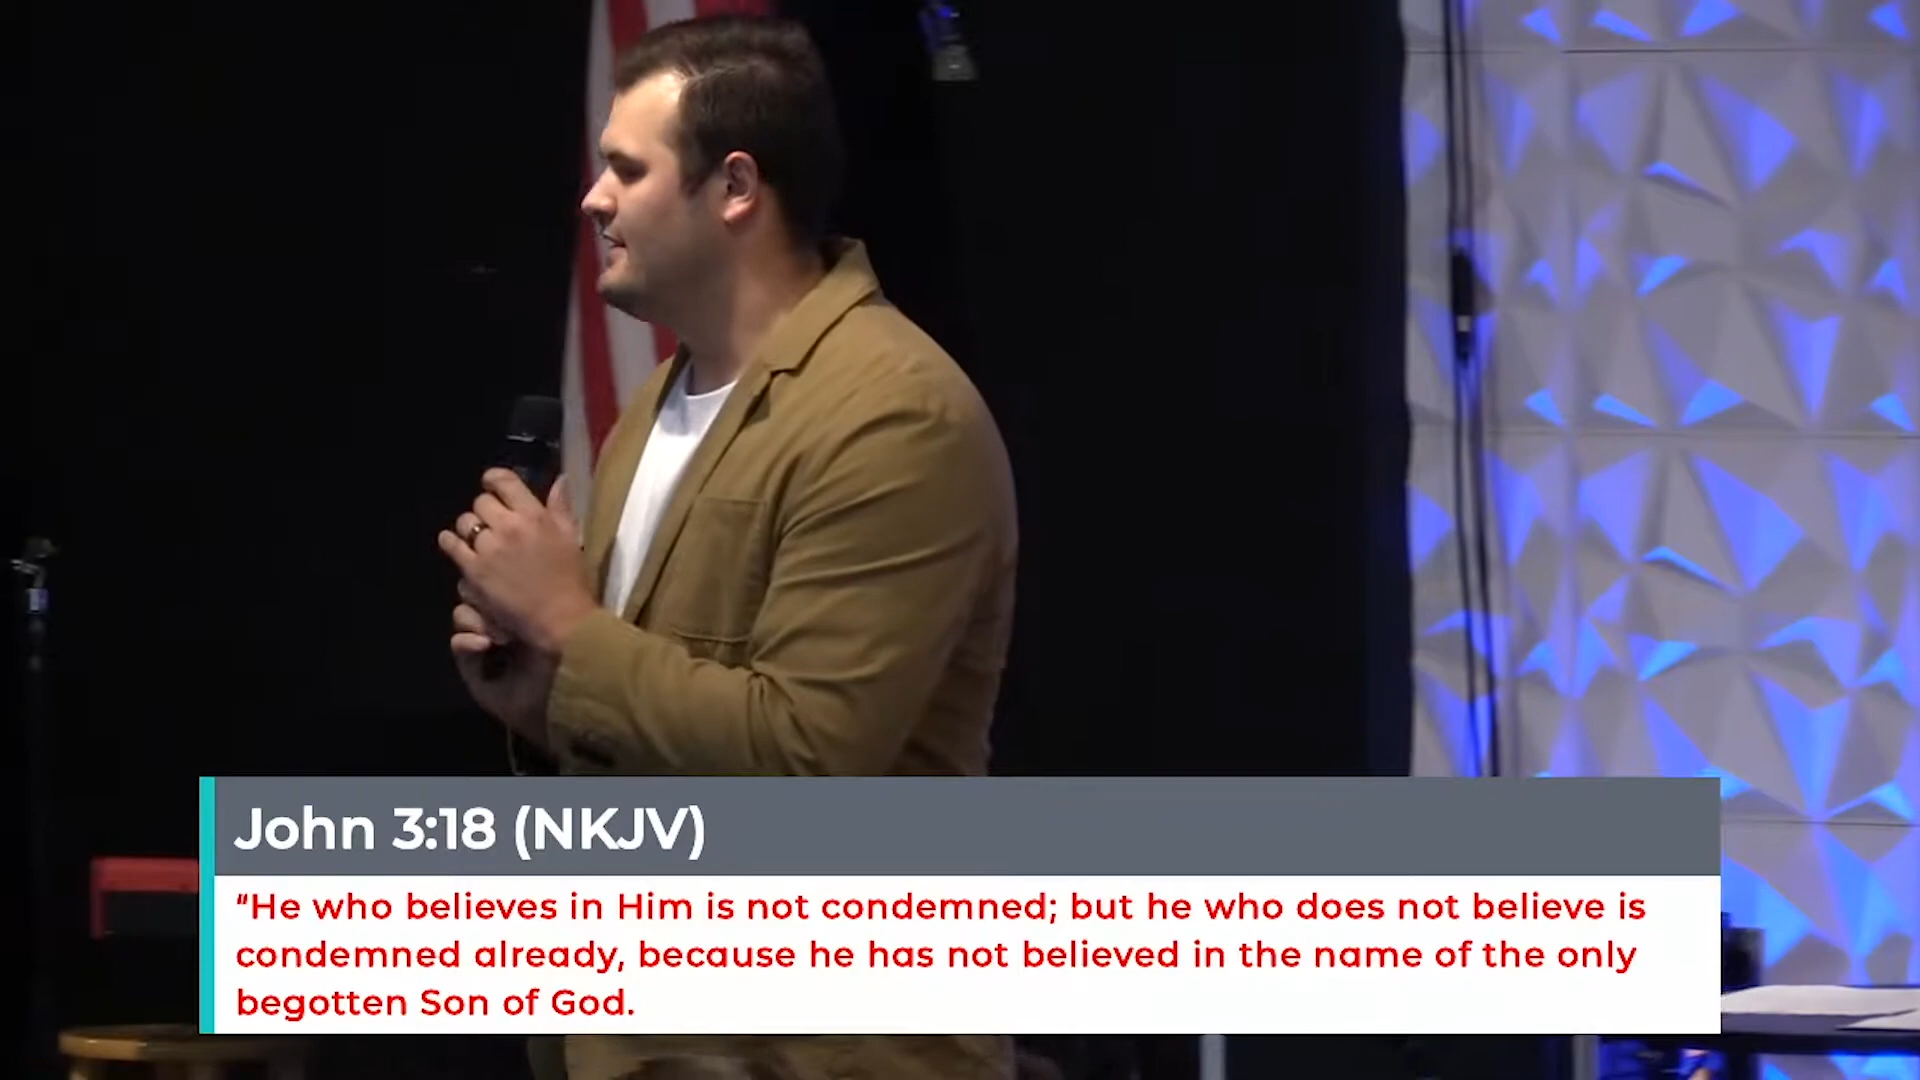 John 3:18 (NKJV)
“He who believes in Him is not condemned; but he who does not believe is
condemned already, because he has not believed in the name of the only
begotten Son of God.